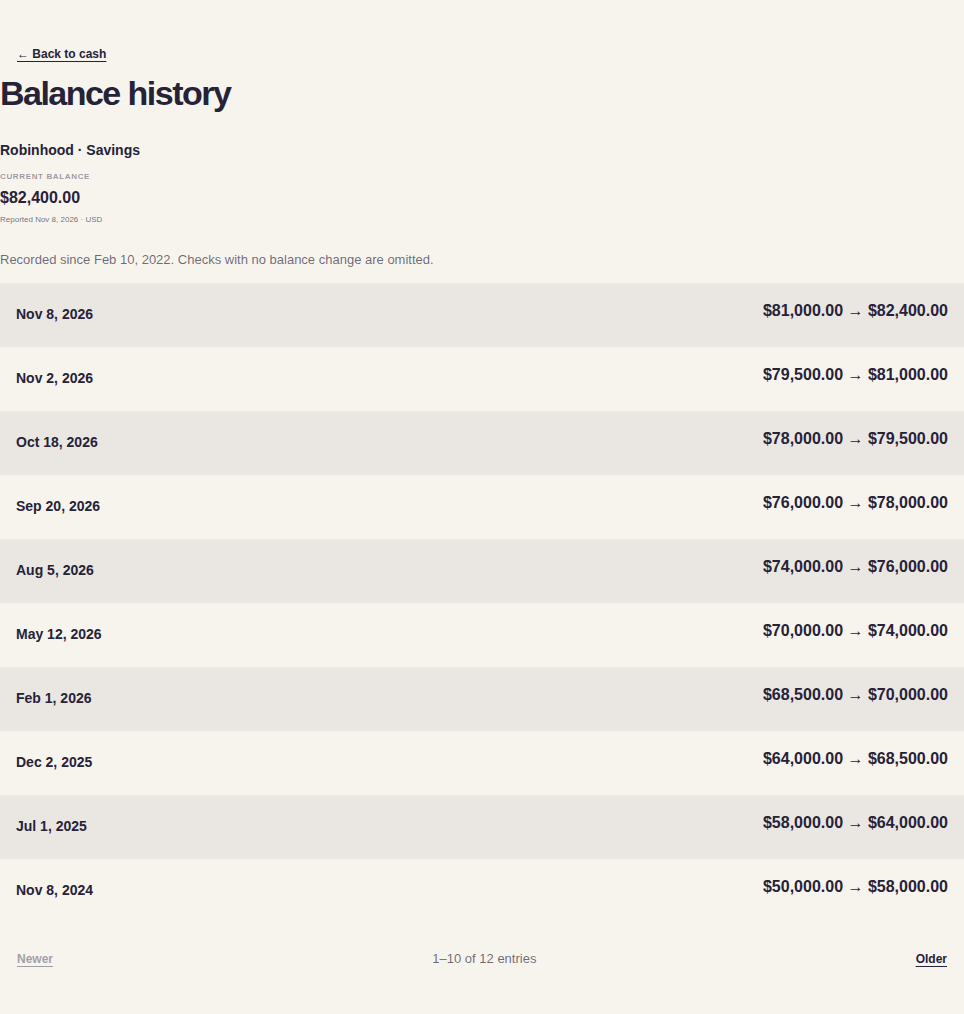 ← Back to cash
Balance history
Robinhood · Savings
CURRENT BALANCE
$82,400.00
Reported Nov 8, 2026 · USD
Recorded since Feb 10, 2022. Checks with no balance change are omitted.
Nov 8, 2026 $81,000.00 → $82,400.00
Nov 2, 2026 $79,500.00 → $81,000.00
Oct 18, 2026 $78,000.00 → $79,500.00
Sep 20, 2026 $76,000.00 → $78,000.00
Aug 5, 2026 $74,000.00 → $76,000.00
May 12, 2026 $70,000.00 → $74,000.00
Feb 1, 2026 $68,500.00 → $70,000.00
Dec 2, 2025 $64,000.00 → $68,500.00
Jul 1, 2025 $58,000.00 → $64,000.00
Nov 8, 2024 $50,000.00 → $58,000.00
Newer 1–10 of 12 entries Older